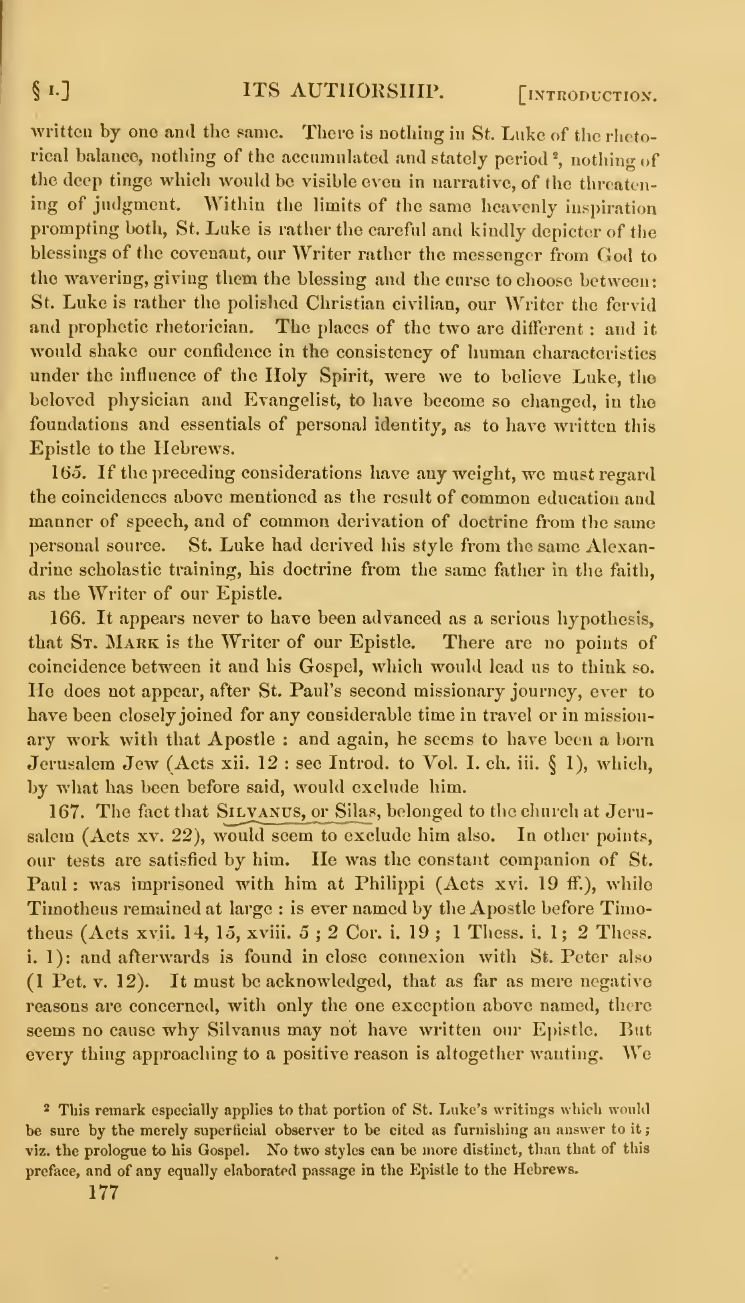 § 1.] ITS AUTHORSHIP. [INTRODUCTION.
written by one and the same. There is nothing in St. Luke of the rheto-
rical balance, nothing of the accumulated and stately period ², nothing of
the deep tinge which would be visible even in narrative, of the threaten-
ing of judgment. Within the limits of the same heavenly inspiration
prompting both, St. Luke is rather the careful and kindly depicter of the
blessings of the covenant, our Writer rather the messenger from God to
the wavering, giving them the blessing and the curse to choose between:
St. Luke is rather the polished Christian civilian, our Writer the fervid
and prophetic rhetorician. The places of the two are different : and it
would shake our confidence in the consistency of human characteristics
under the influence of the Holy Spirit, were we to believe Luke, the
beloved physician and Evangelist, to have become so changed, in the
foundations and essentials of personal identity, as to have written this
Epistle to the Hebrews.
165. If the preceding considerations have any weight, we must regard
the coincidences above mentioned as the result of common education and
manner of speech, and of common derivation of doctrine from the same
personal source. St. Luke had derived his style from the same Alexan-
drine scholastic training, his doctrine from the same father in the faith,
as the Writer of our Epistle.
166. It appears never to have been advanced as a serious hypothesis,
that ST. MARK is the Writer of our Epistle. There are no points of
coincidence between it and his Gospel, which would lead us to think so.
He does not appear, after St. Paul's second missionary journey, ever to
have been closely joined for any considerable time in travel or in mission-
ary work with that Apostle : and again, he seems to have been a born
Jerusalem Jew (Acts xii. 12 : see Introd. to Vol. I. ch. iii. § 1), which,
by what has been before said, would exclude him.
167. The fact that SILVANUS, or Silas, belonged to the church at Jeru-
salem (Acts xv. 22), would seem to exclude him also. In other points,
our tests are satisfied by him. He was the constant companion of St.
Paul : was imprisoned with him at Philippi (Acts xvi. 19 ff.), while
Timotheus remained at large : is ever named by the Apostle before Timo-
theus (Acts xvii. 14, 15, xviii. 5 ; 2 Cor. i. 19 ; 1 Thess. i. 1; 2 Thess.
i. 1): and afterwards is found in close connexion with St. Peter also
(1 Pet. v. 12). It must be acknowledged, that as far as mere negative
reasons are concerned, with only the one exception above named, there
seems no cause why Silvanus may not have written our Epistle. But
every thing approaching to a positive reason is altogether wanting. We
² This remark especially applies to that portion of St. Luke's writings which would
be sure by the merely superficial observer to be cited as furnishing an answer to it ;
viz. the prologue to his Gospel. No two styles can be more distinct, than that of this
preface, and of any equally elaborated passage in the Epistle to the Hebrews.
177